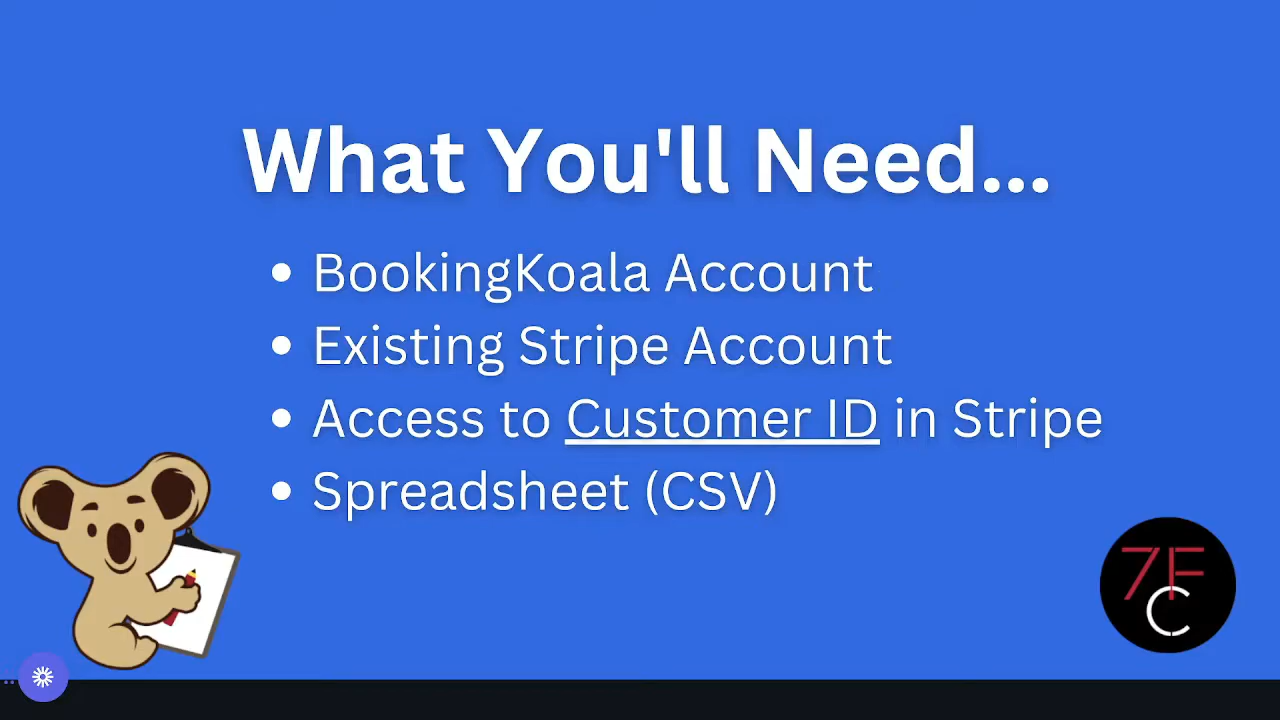 What You'll Need...
• BookingKoala Account
• Existing Stripe Account
• Access to Customer ID in Stripe
• Spreadsheet (CSV)
7F
C